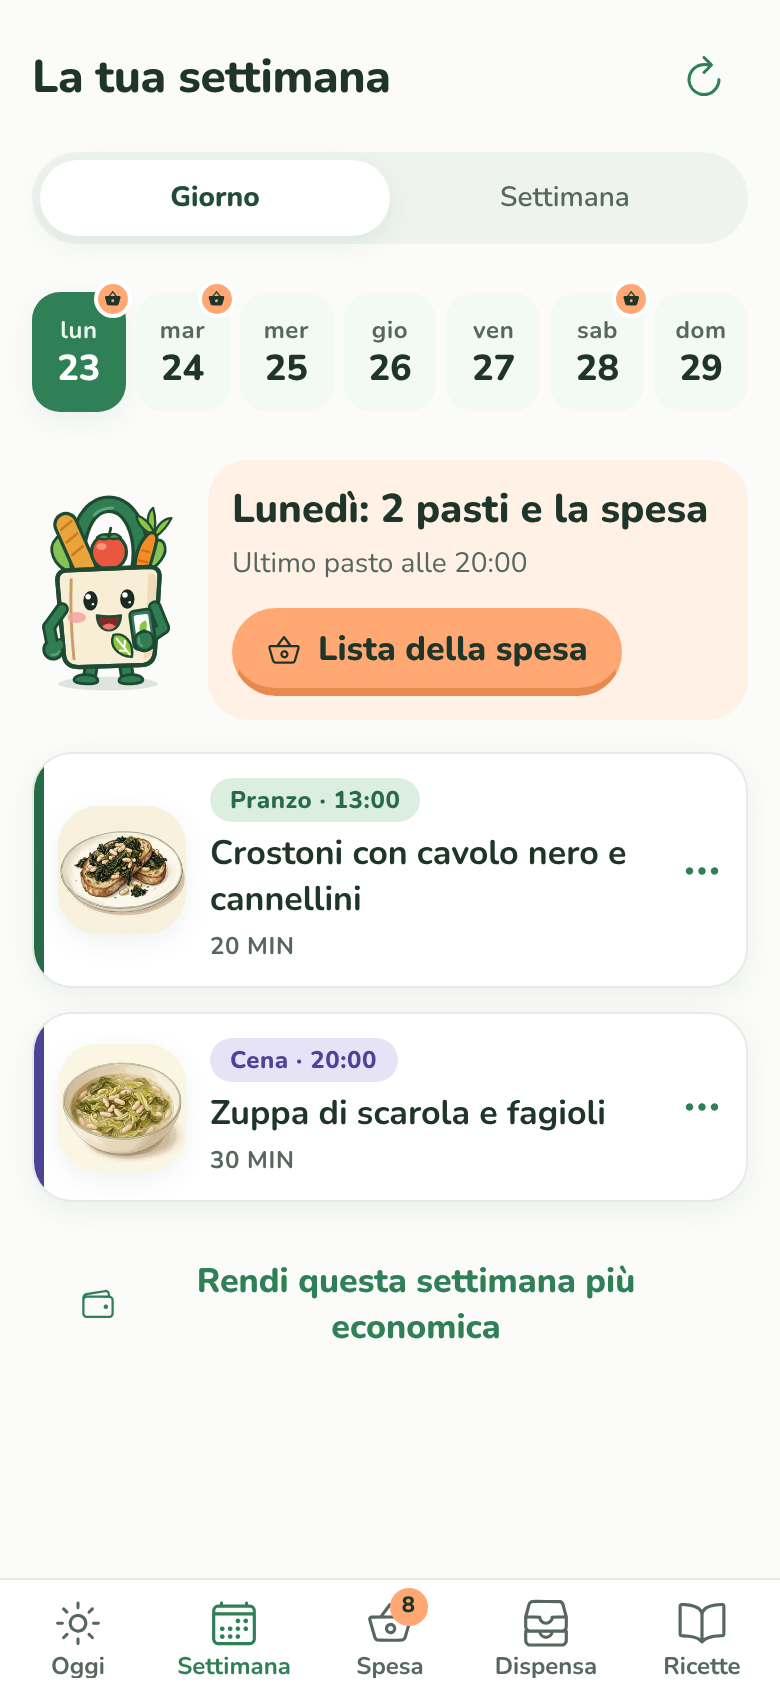 La tua settimana
Giorno
Settimana
lun
mar
mer
gio
ven
sab
dom
23
24
25
26
27
28
29
Lunedì: 2 pasti e la spesa
Ultimo pasto alle 20:00
Lista della spesa
Pranzo · 13:00
Crostoni con cavolo nero e
cannellini
20 MIN
Cena · 20:00
Zuppa di scarola e fagioli
30 MIN
Rendi questa settimana più
economica
8
Oggi
Settimana
Spesa
Dispensa
Ricette